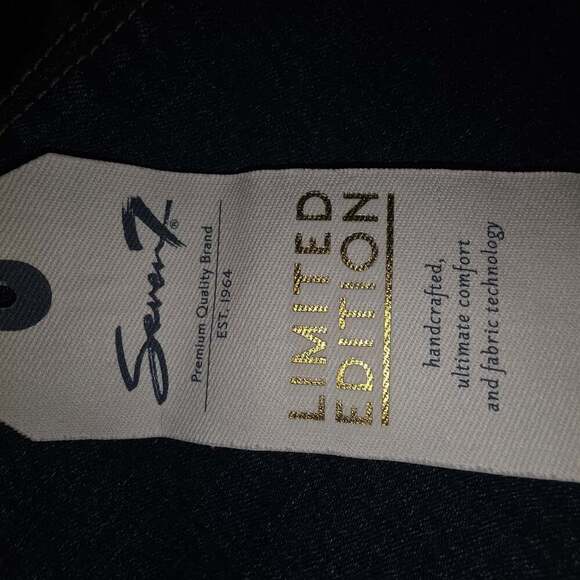 Seven7®
Premium Quality Brand
EST. 1964
LIMITED
EDITION
handcrafted,
ultimate comfort
and fabric technology